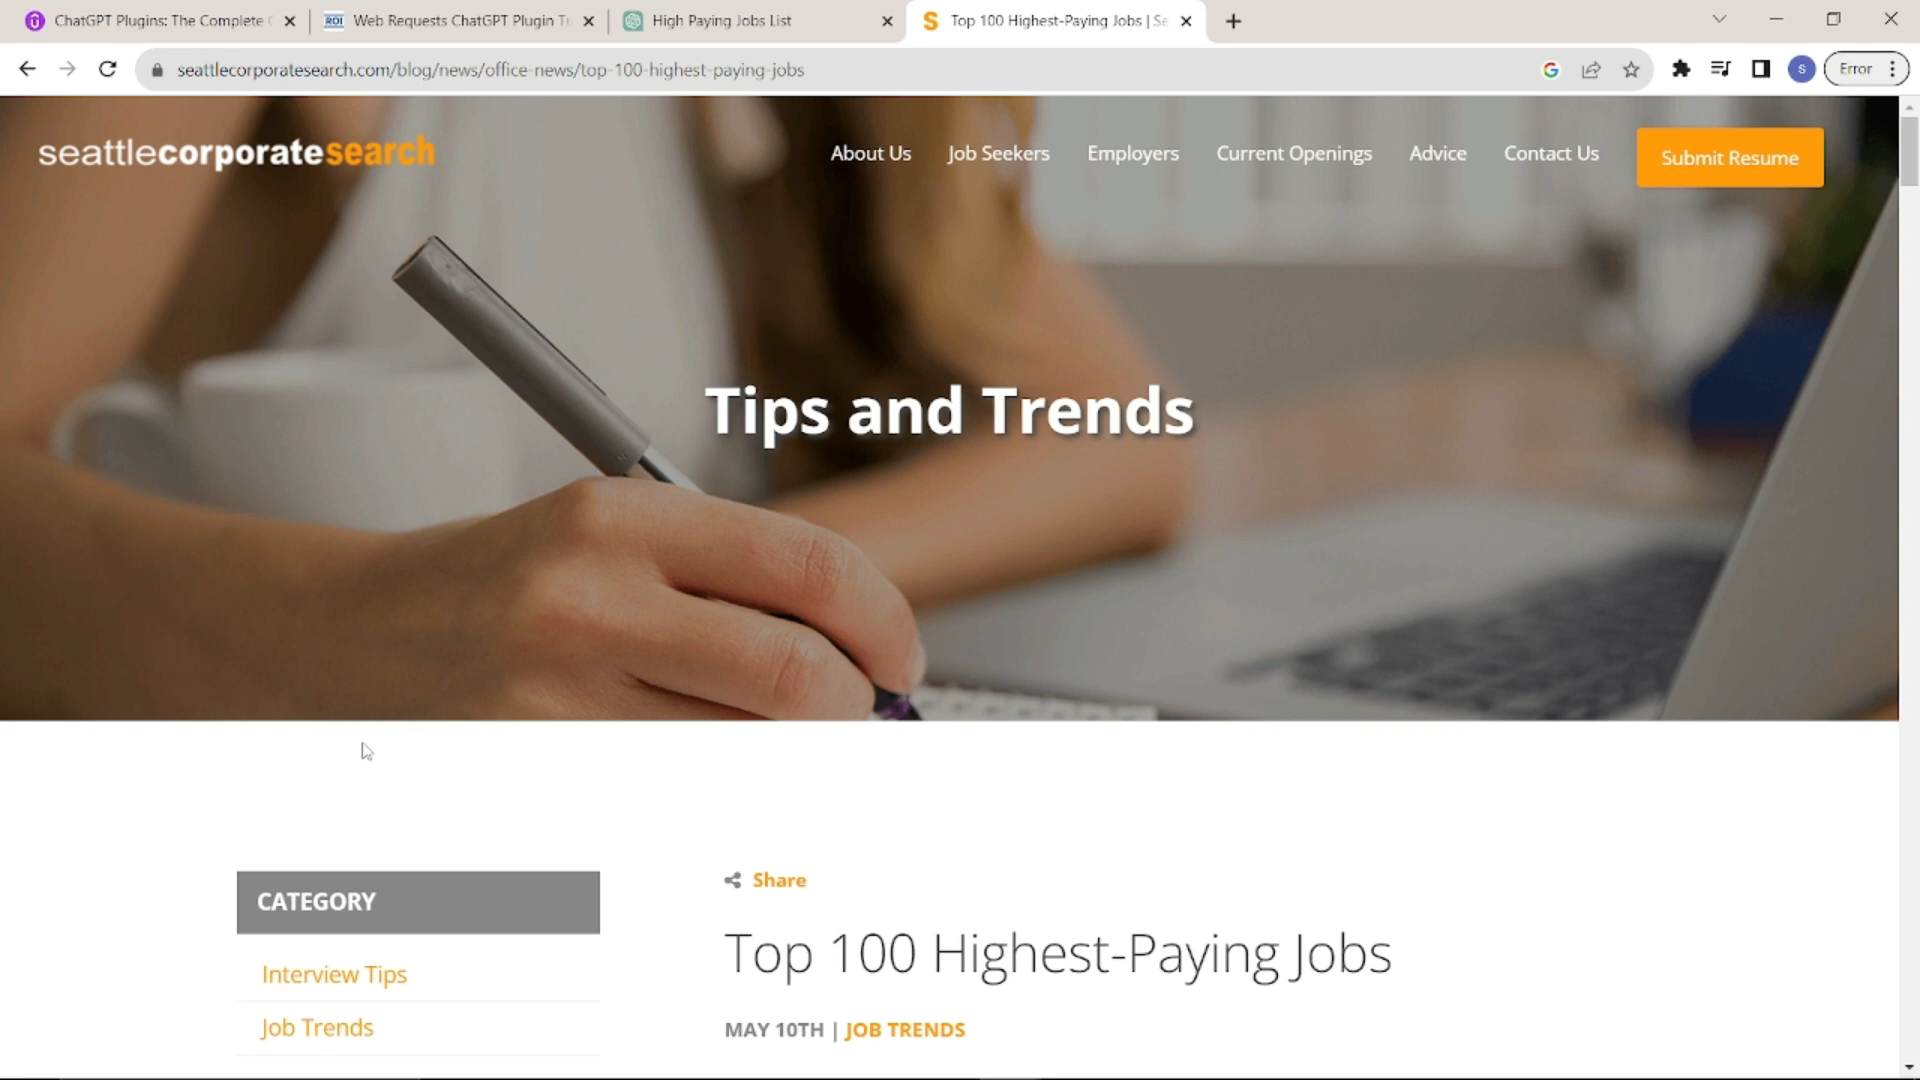 ChatGPT Plugins: The Complete
Web Requests ChatGPT Plugin Tu
High Paying Jobs List
Top 100 Highest-Paying Jobs | Se
seattlecorporatesearch.com/blog/news/office-news/top-100-highest-paying-jobs
S
Error
seattlecorporatesearch
About Us
Job Seekers
Employers
Current Openings
Advice
Contact Us
Submit Resume
Tips and Trends
CATEGORY
Interview Tips
Job Trends
Share
Top 100 Highest-Paying Jobs
MAY 10TH | JOB TRENDS